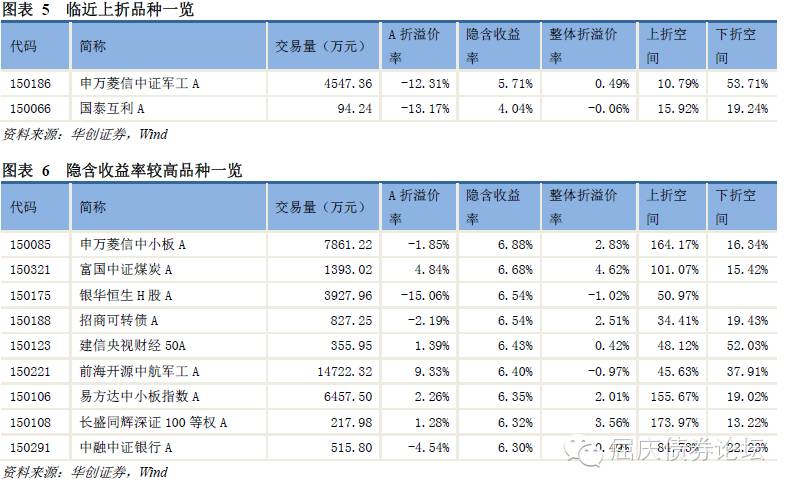 图表 5 临近上折品种一览
代码 简称 交易量（万元） A 折溢价率 隐含收益率 整体折溢价率 上折空间 下折空间
150186 申万菱信中证军工 A 4547.36 -12.31% 5.71% 0.49% 10.79% 53.71%
150066 国泰互利 A 94.24 -13.17% 4.04% -0.06% 15.92% 19.24%
资料来源：华创证券，Wind
图表 6 隐含收益率较高品种一览
代码 简称 交易量（万元） A 折溢价率 隐含收益率 整体折溢价率 上折空间 下折空间
150085 申万菱信中小板 A 7861.22 -1.85% 6.88% 2.83% 164.17% 16.34%
150321 富国中证煤炭 A 1393.02 4.84% 6.68% 4.62% 101.07% 15.42%
150175 银华恒生 H 股 A 3927.96 -15.06% 6.54% -1.02% 50.97%
150188 招商可转债 A 827.25 -2.19% 6.54% 2.51% 34.41% 19.43%
150123 建信央视财经 50A 355.95 1.39% 6.43% 0.42% 48.12% 52.03%
150221 前海开源中航军工 A 14722.32 9.33% 6.40% -0.97% 45.63% 37.91%
150106 易方达中小板指数 A 6457.50 2.26% 6.35% 2.01% 155.67% 19.02%
150108 长盛同辉深证 100 等权 A 217.98 1.28% 6.32% 3.56% 173.97% 13.22%
150291 中融中证银行 A 515.80 -4.54% 6.30%
屈庆债券论坛
资料来源：华创证券，Wind